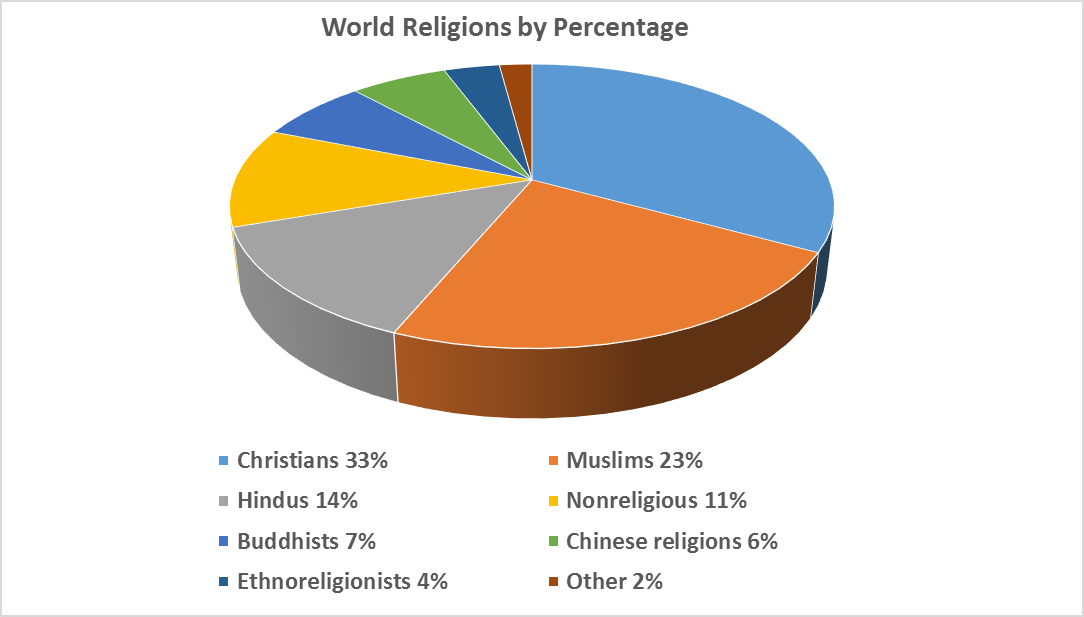 World Religions by Percentage
Christians 33%
Muslims 23%
Hindus 14%
Nonreligious 11%
Buddhists 7%
Chinese religions 6%
Ethnoreligionists 4%
Other 2%